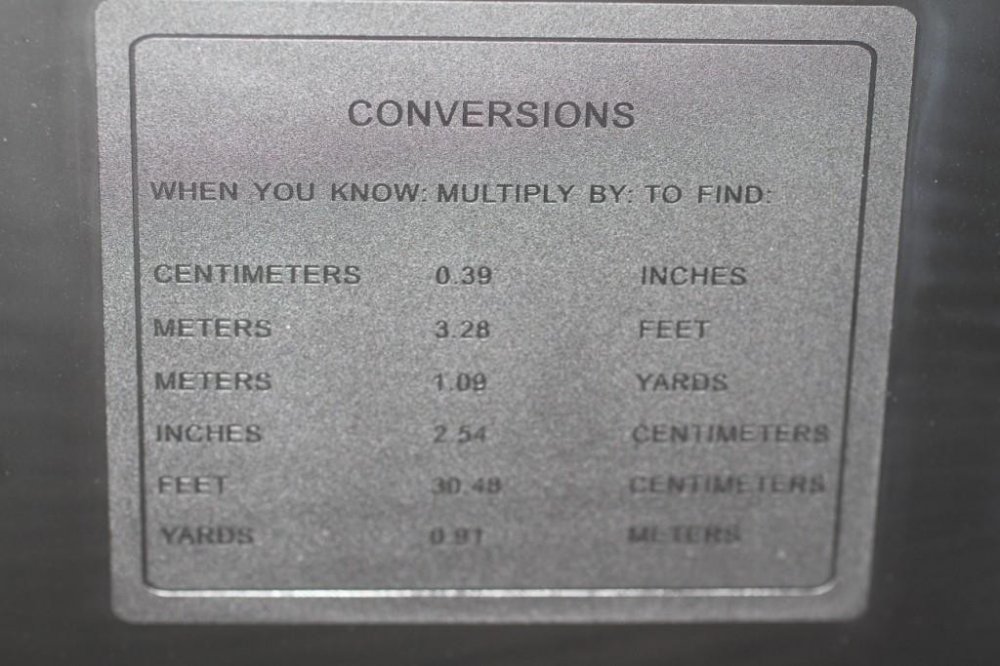 CONVERSIONS
WHEN YOU KNOW: MULTIPLY BY: TO FIND:
CENTIMETERS 0.39 INCHES
METERS 3.28 FEET
METERS 1.09 YARDS
INCHES 2.54 CENTIMETERS
FEET 30.48 CENTIMETERS
YARDS 0.91 METERS